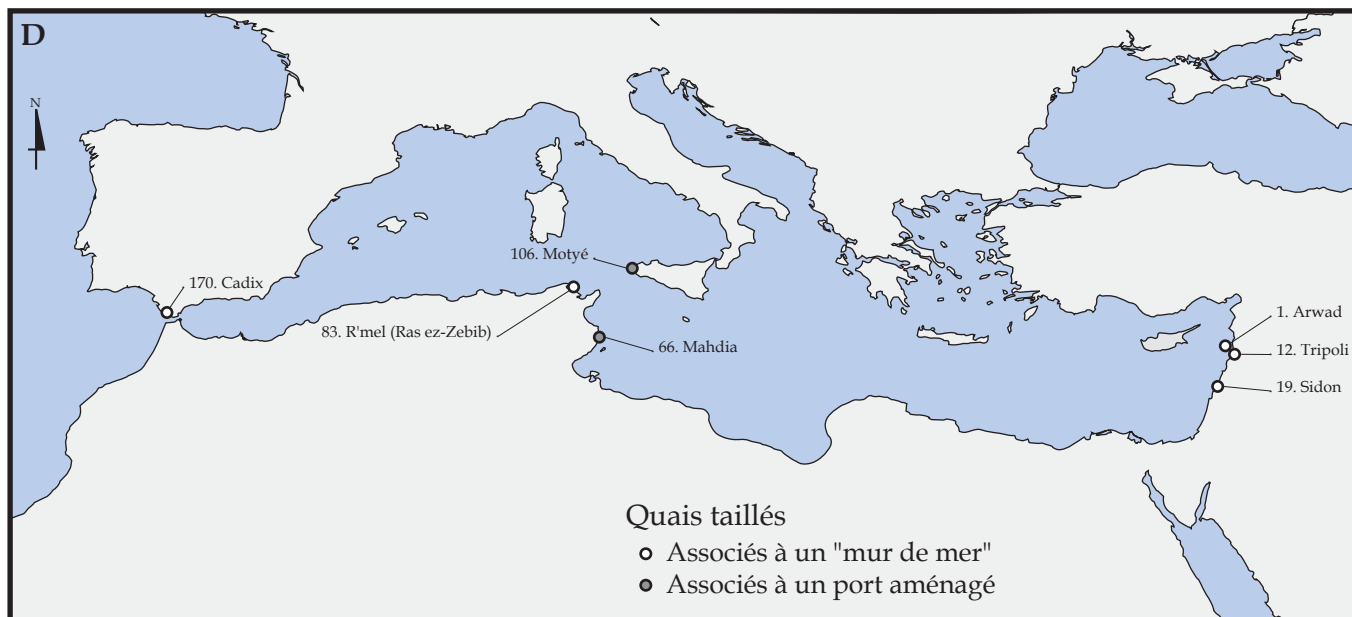 D
N
106. Motyé
170. Cadix
83. R'mel (Ras ez-Zebib)
66. Mahdia
1. Arwad
12. Tripoli
19. Sidon
Quais taillés
Associés à un "mur de mer"
Associés à un port aménagé